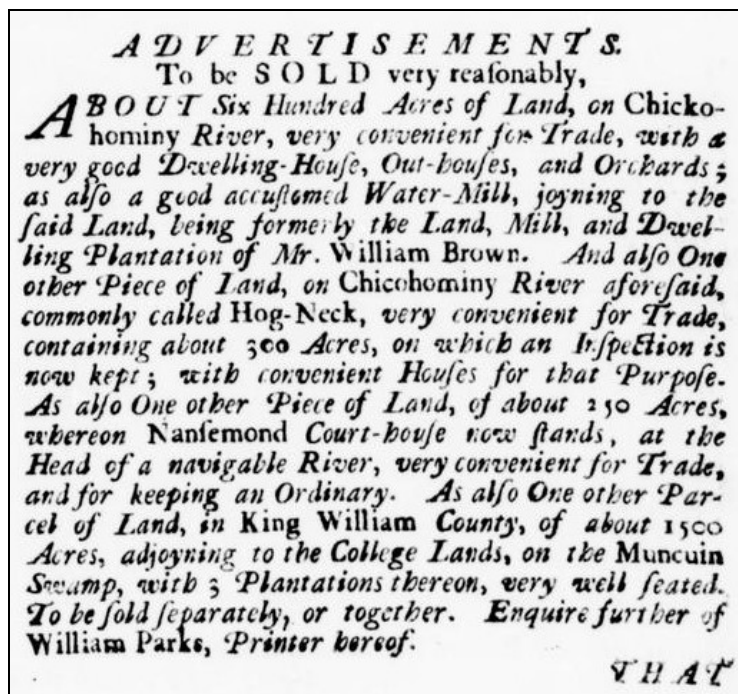 ADVERTISEMENTS.
To be SOLD very reaſonably,
ABOUT Six Hundred Acres of Land, on Chicko-
hominy River, very convenient for Trade, with a
very good Dwelling-Houſe, Out-houſes, and Orchards;
as alſo a good accuſtomed Water-Mill, joyning to the
ſaid Land, being formerly the Land, Mill, and Dwel-
ling Plantation of Mr. William Brown. And alſo One
other Piece of Land, on Chicohominy River aforeſaid,
commonly called Hog-Neck, very convenient for Trade,
containing about 300 Acres, on which an Inſpection is
now kept; with convenient Houſes for that Purpoſe.
As alſo One other Piece of Land, of about 250 Acres,
whereon Nanſemond Court-houſe now ſtands, at the
Head of a navigable River, very convenient for Trade,
and for keeping an Ordinary. As alſo One other Par-
cel of Land, in King William County, of about 1500
Acres, adjoyning to the College Lands, on the Muncuin
Swamp, with 3 Plantations thereon, very well ſeated.
To be ſold ſeparately, or together. Enquire further of
William Parks, Printer hereof.
THAT